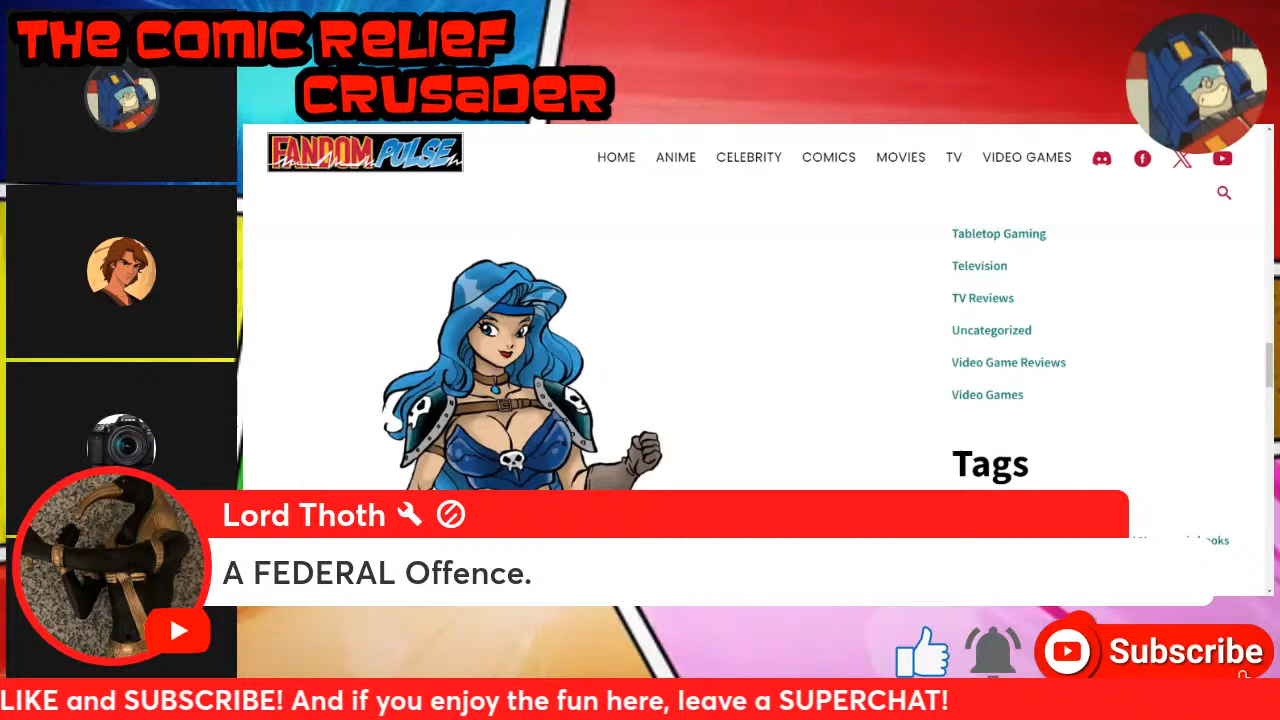 THE COMIC RELIEF
CRUSADER
FANDOM PULSE
HOME ANIME CELEBRITY COMICS MOVIES TV VIDEO GAMES
Tabletop Gaming
Television
TV Reviews
Uncategorized
Video Game Reviews
Video Games
Tags
Canon
Lord Thoth
A FEDERAL Offence.
Subscribe
LIKE and SUBSCRIBE! And if you enjoy the fun here, leave a SUPERCHAT!